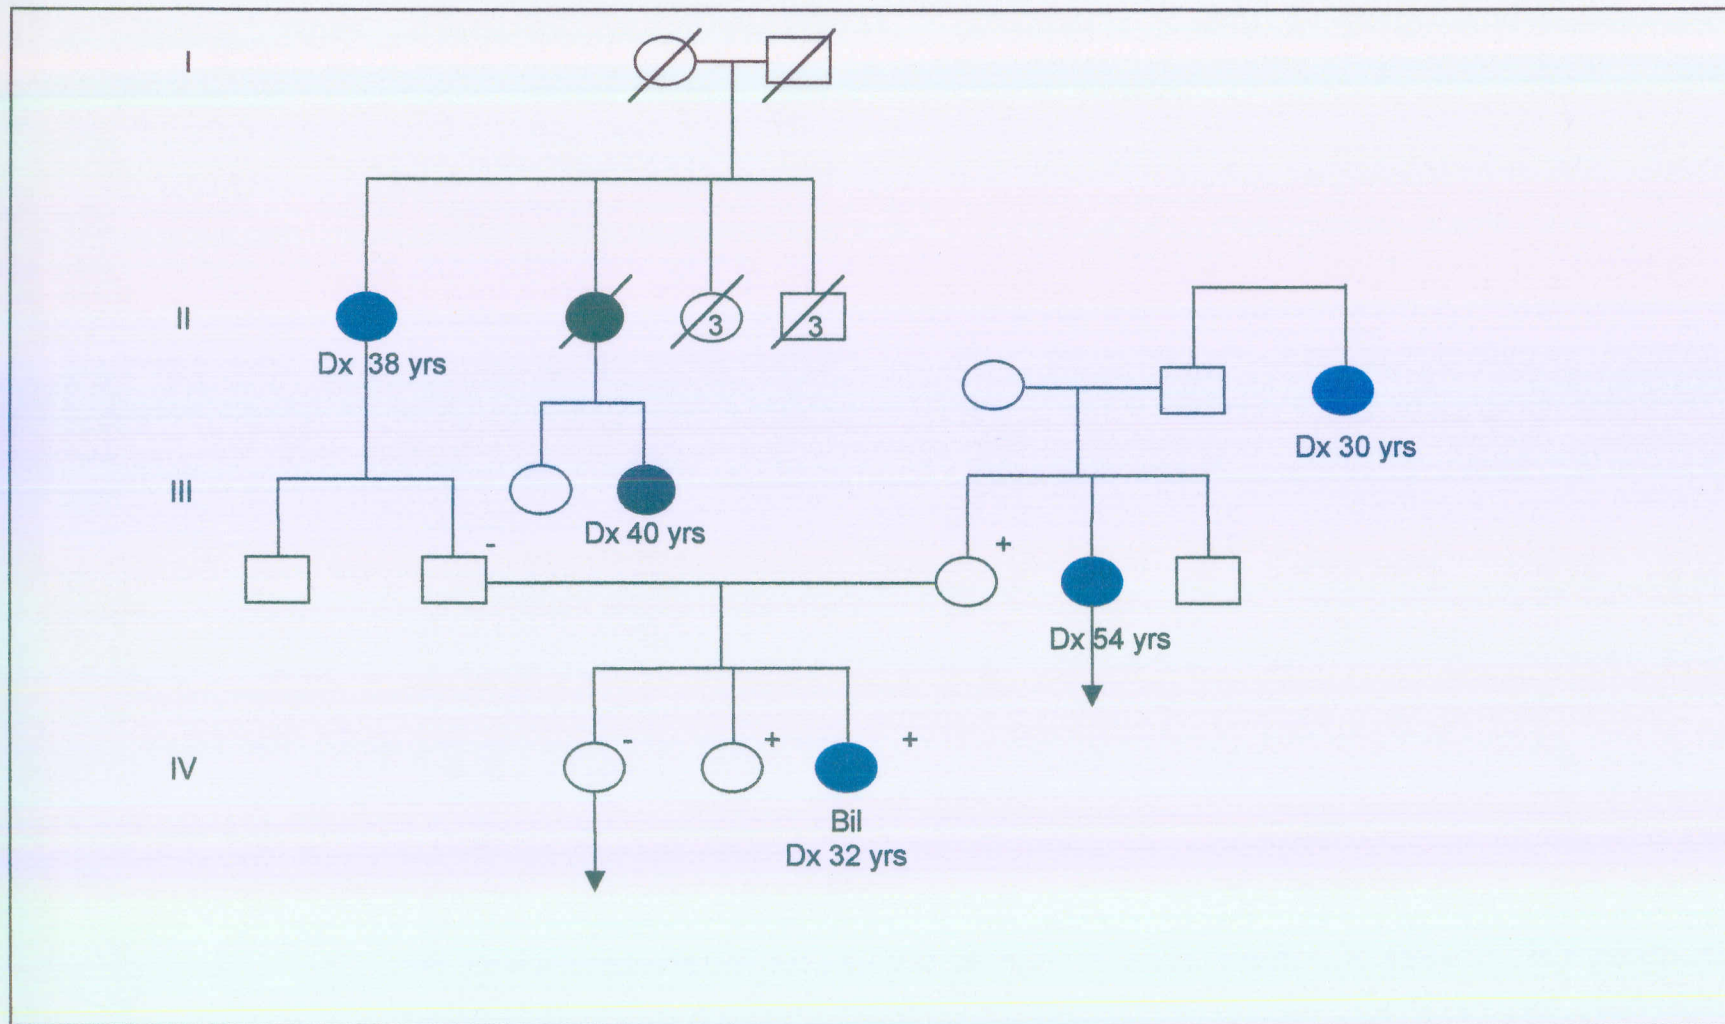 I
II
3
3
Dx 38 yrs
Dx 30 yrs
III
Dx 40 yrs
-
+
Dx 54 yrs
IV
-
+
+
Bil
Dx 32 yrs